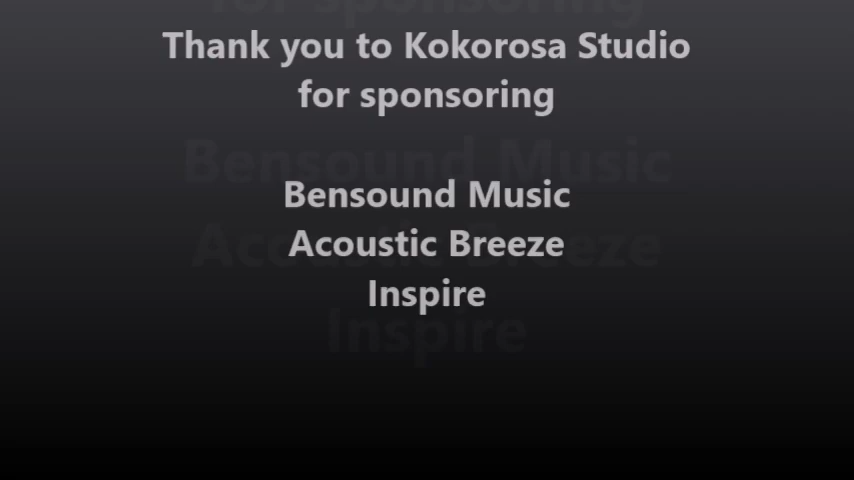 Thank you to Kokorosa Studio
for sponsoring
Bensound Music
Acoustic Breeze
Inspire